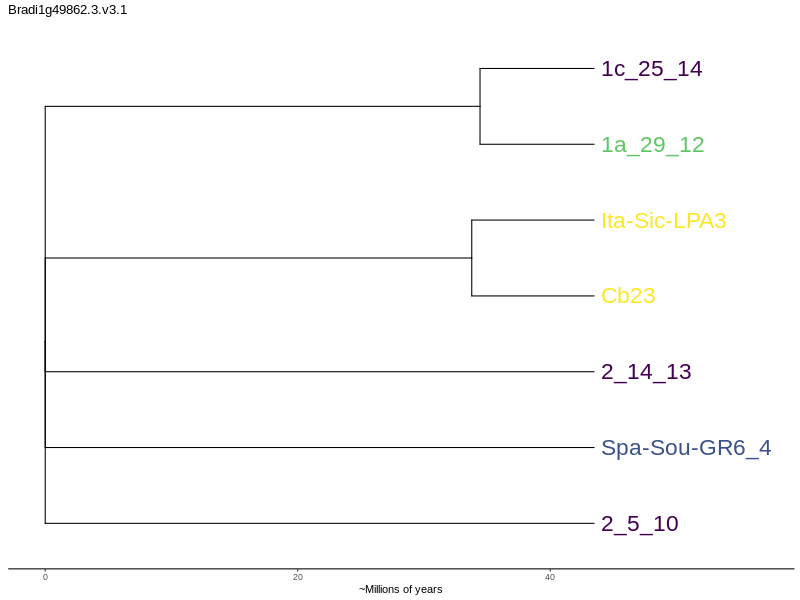 Bradi1g49862.3.v3.1
1c_25_14
1a_29_12
Ita-Sic-LPA3
Cb23
2_14_13
Spa-Sou-GR6_4
2_5_10
0 20 40
~Millions of years